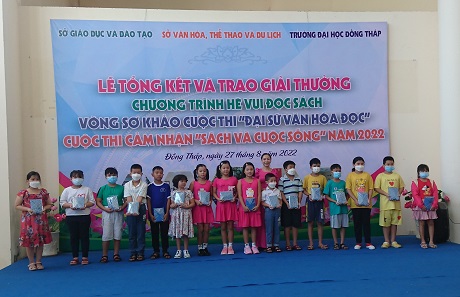 SỞ GIÁO DỤC VÀ ĐÀO TẠO SỞ VĂN HÓA, THỂ THAO VÀ DU LỊCH TRƯỜNG ĐẠI HỌC ĐỒNG THÁP
LỄ TỔNG KẾT VÀ TRAO GIẢI THƯỞNG
CHƯƠNG TRÌNH HÈ VUI ĐỌC SÁCH
VÒNG SƠ KHẢO CUỘC THI "ĐẠI SỨ VĂN HÓA ĐỌC"
CUỘC THI CẢM NHẬN "SÁCH VÀ CUỘC SỐNG" NĂM 2022
Đồng Tháp, ngày 27 tháng 8 năm 2022